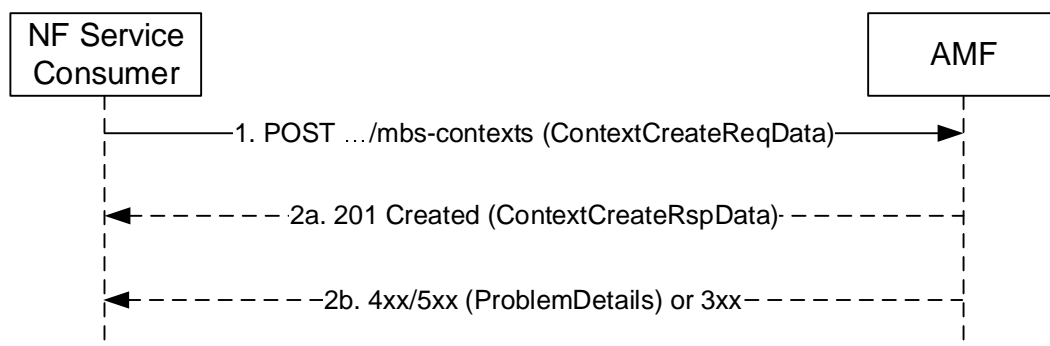 NF Service
Consumer
AMF
1. POST …/mbs-contexts (ContextCreateReqData)
2a. 201 Created (ContextCreateRspData)
2b. 4xx/5xx (ProblemDetails) or 3xx